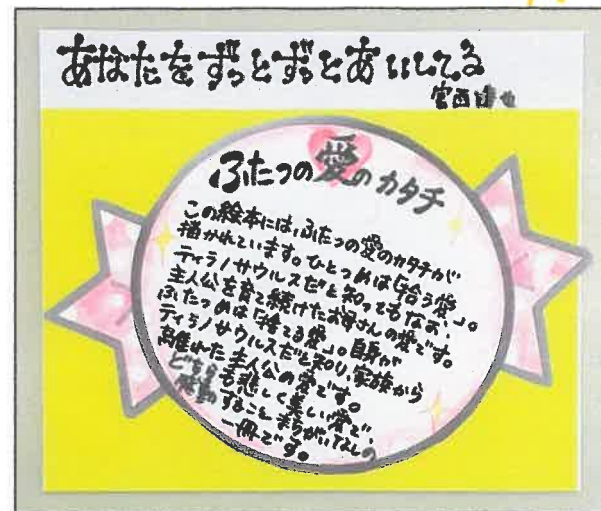 あなたをずっとずっとあいしてる
宮西達也
ふたつの愛のカタチ
この絵本には、ふたつの愛のカタチが
描かれています。ひとつめは「拾う愛」。
ティラノサウルスだと知ってもなお、
主人公を育て続けたお母さんの愛です。
ふたつめは「捨てる愛」。自身が
ティラノサウルスだと知り、家族から
離れた主人公の愛です。
どちらも悲しく美しい愛で、
感動することまちがいなしの
一冊です。